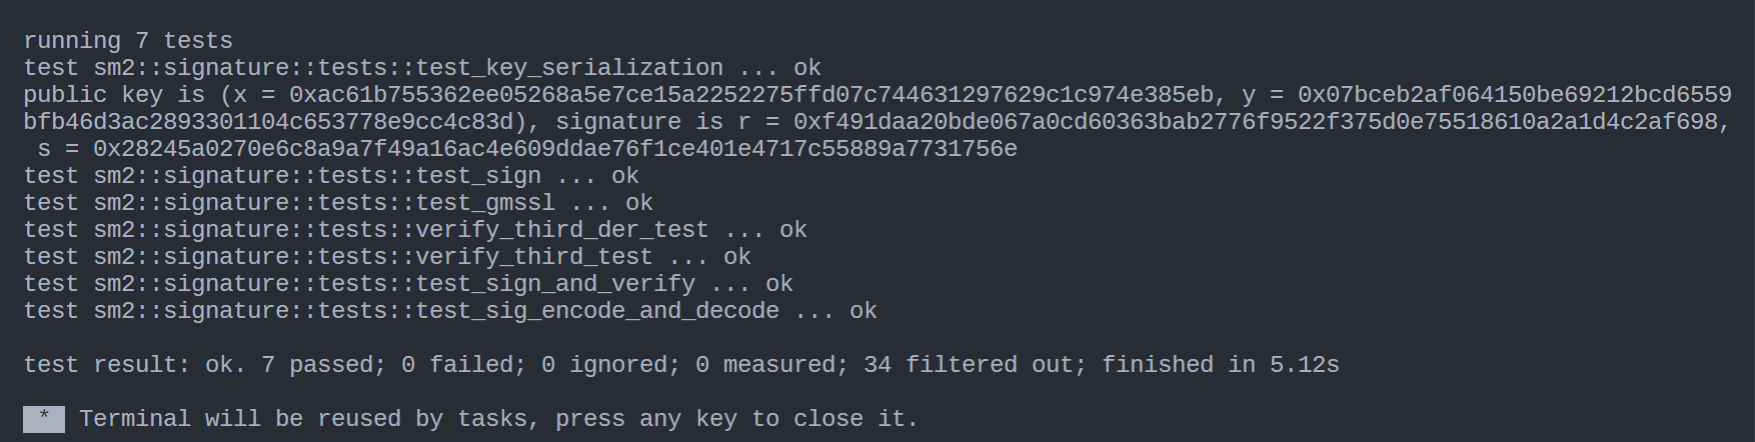 running 7 tests
test sm2::signature::tests::test_key_serialization ... ok
public key is (x = 0xac61b755362ee05268a5e7ce15a2252275ffd07c744631297629c1c974e385eb, y = 0x07bceb2af064150be69212bcd6559
bfb46d3ac2893301104c653778e9cc4c83d), signature is r = 0xf491daa20bde067a0cd60363bab2776f9522f375d0e75518610a2a1d4c2af698,
 s = 0x28245a0270e6c8a9a7f49a16ac4e609ddae76f1ce401e4717c55889a7731756e
test sm2::signature::tests::test_sign ... ok
test sm2::signature::tests::test_gmssl ... ok
test sm2::signature::tests::verify_third_der_test ... ok
test sm2::signature::tests::verify_third_test ... ok
test sm2::signature::tests::test_sign_and_verify ... ok
test sm2::signature::tests::test_sig_encode_and_decode ... ok
test result: ok. 7 passed; 0 failed; 0 ignored; 0 measured; 34 filtered out; finished in 5.12s
 * Terminal will be reused by tasks, press any key to close it.